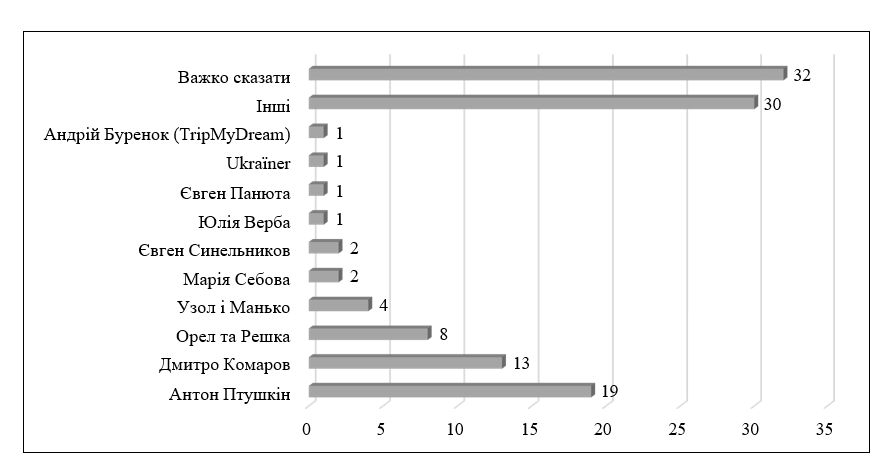 Важко сказати 32
Інші 30
Андрій Буренок (TripMyDream) 1
Ukraїner 1
Євген Панюта 1
Юлія Верба 1
Євген Синельников 2
Марія Себова 2
Узол і Манько 4
Орел та Решка 8
Дмитро Комаров 13
Антон Птушкін 19
0 5 10 15 20 25 30 35